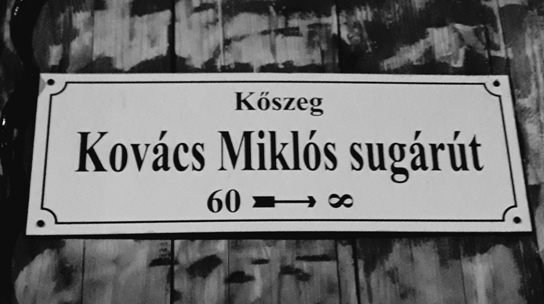 Kőszeg
Kovács Miklós sugárút
60 ➳ ∞